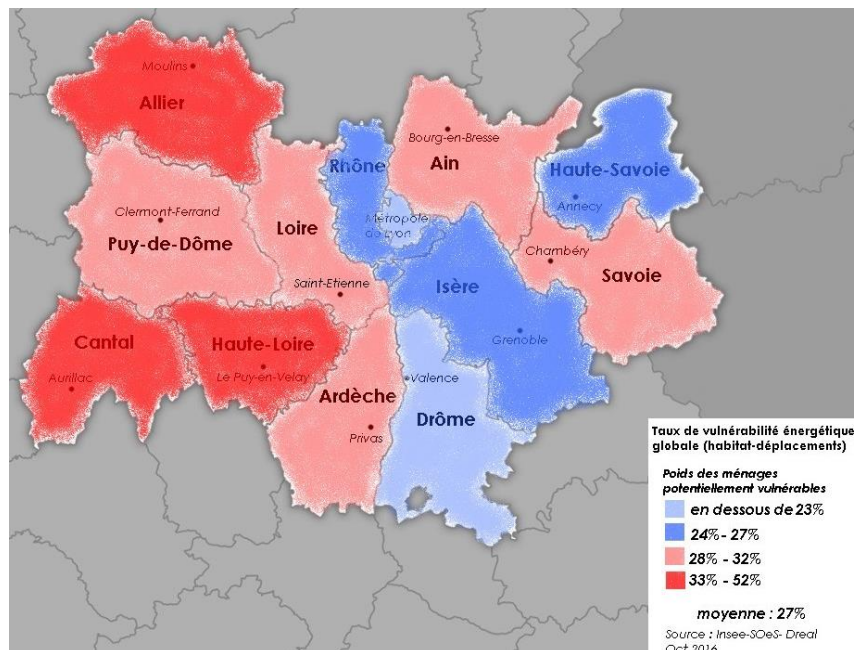 Moulins
Allier
Bourg-en-Bresse
Ain
Rhône
Haute-Savoie
Annecy
Clermont-Ferrand
Puy-de-Dôme
Loire
Métropole
de Lyon
Chambéry
Savoie
Saint-Etienne
Isère
Grenoble
Cantal
Aurillac
Haute-Loire
Le Puy-en-Velay
Ardèche
Privas
Valence
Drôme
Taux de vulnérabilité énergétique
globale (habitat-déplacements)
Poids des ménages
potentiellement vulnérables
en dessous de 23%
24%- 27%
28% - 32%
33% - 52%
moyenne : 27%
Source : Insee-SOeS- Dreal
Oct 2016